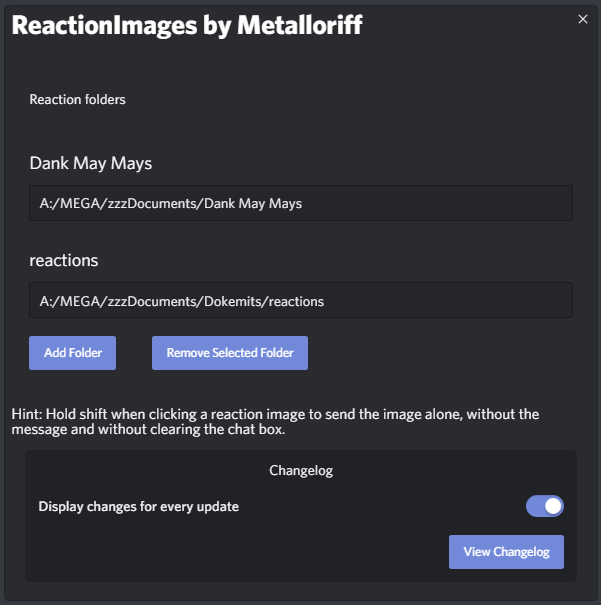 ReactionImages by Metalloriff
Reaction folders
Dank May Mays
A:/MEGA/zzzDocuments/Dank May Mays
reactions
A:/MEGA/zzzDocuments/Dokemits/reactions
Add Folder
Remove Selected Folder
Hint: Hold shift when clicking a reaction image to send the image alone, without the
message and without clearing the chat box.
Changelog
Display changes for every update
View Changelog